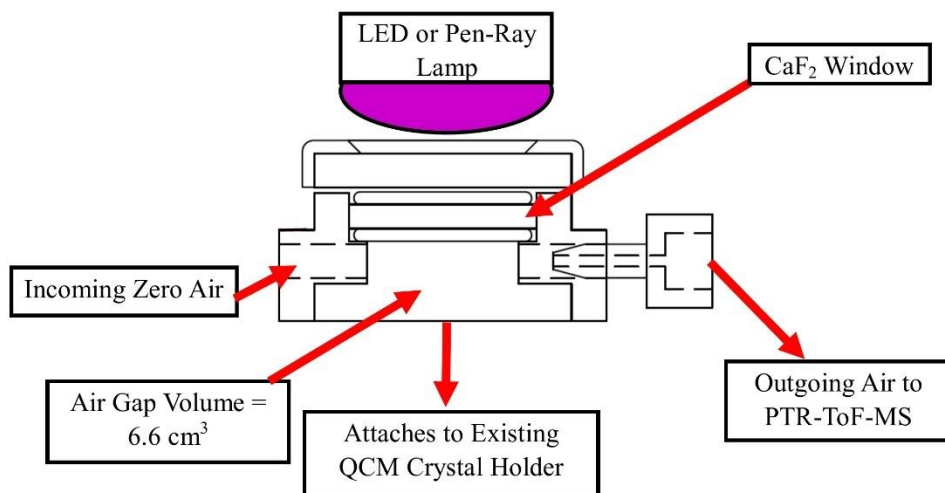 LED or Pen-Ray
Lamp
CaF₂ Window
Incoming Zero Air
Air Gap Volume =
6.6 cm³
Attaches to Existing
QCM Crystal Holder
Outgoing Air to
PTR-ToF-MS